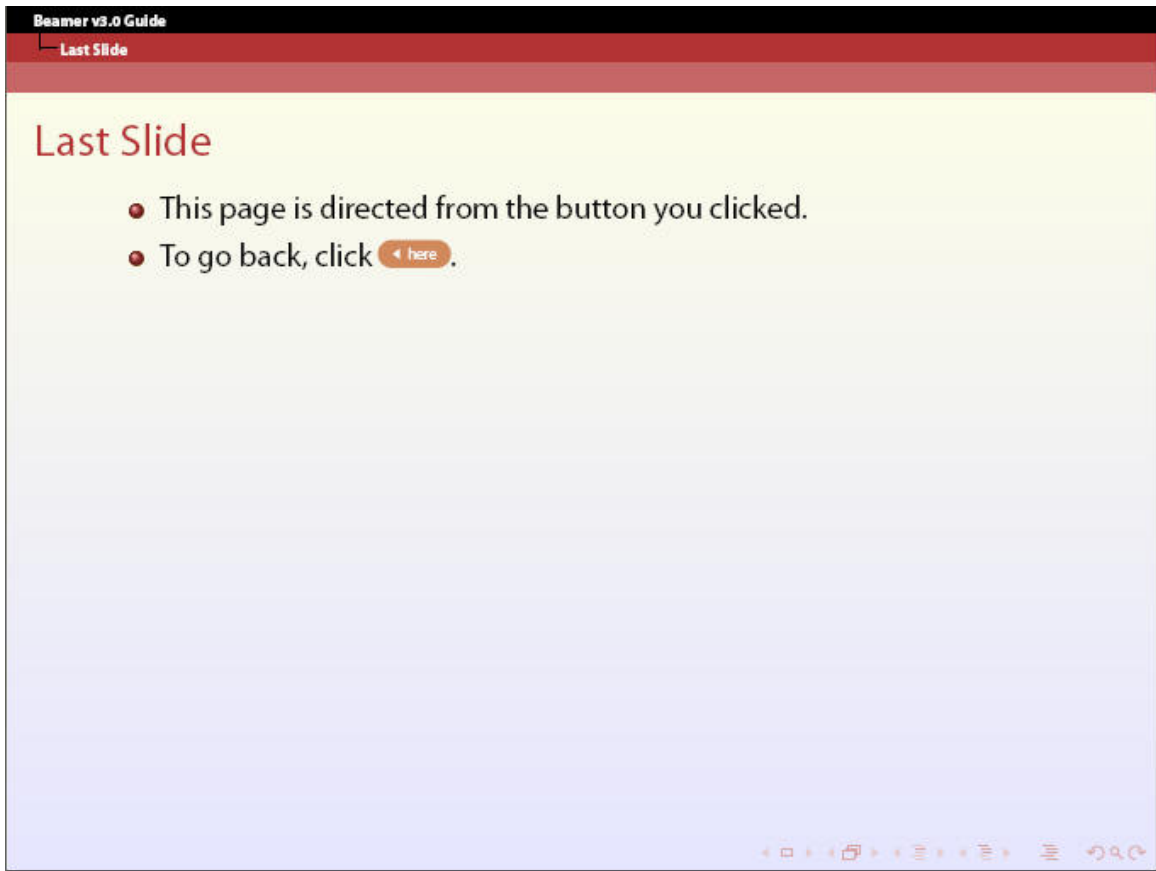 Beamer v3.0 Guide
Last Slide
Last Slide
This page is directed from the button you clicked.
To go back, click here.